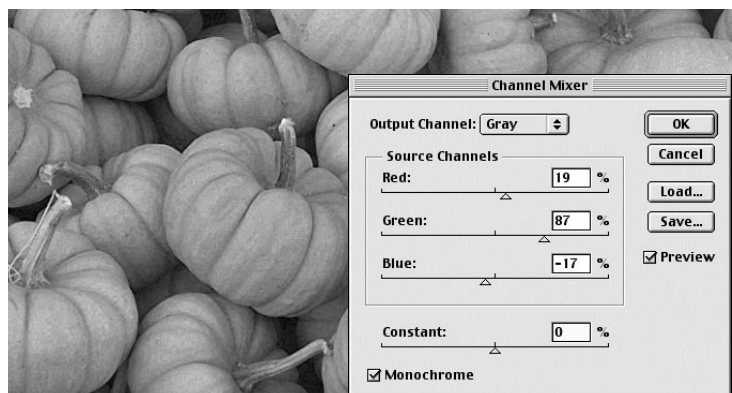 Channel Mixer
Output Channel: Gray
OK
Source Channels
Cancel
Red: 19 %
Load...
Green: 87 %
Save...
Blue: -17 %
Preview
Constant: 0 %
Monochrome